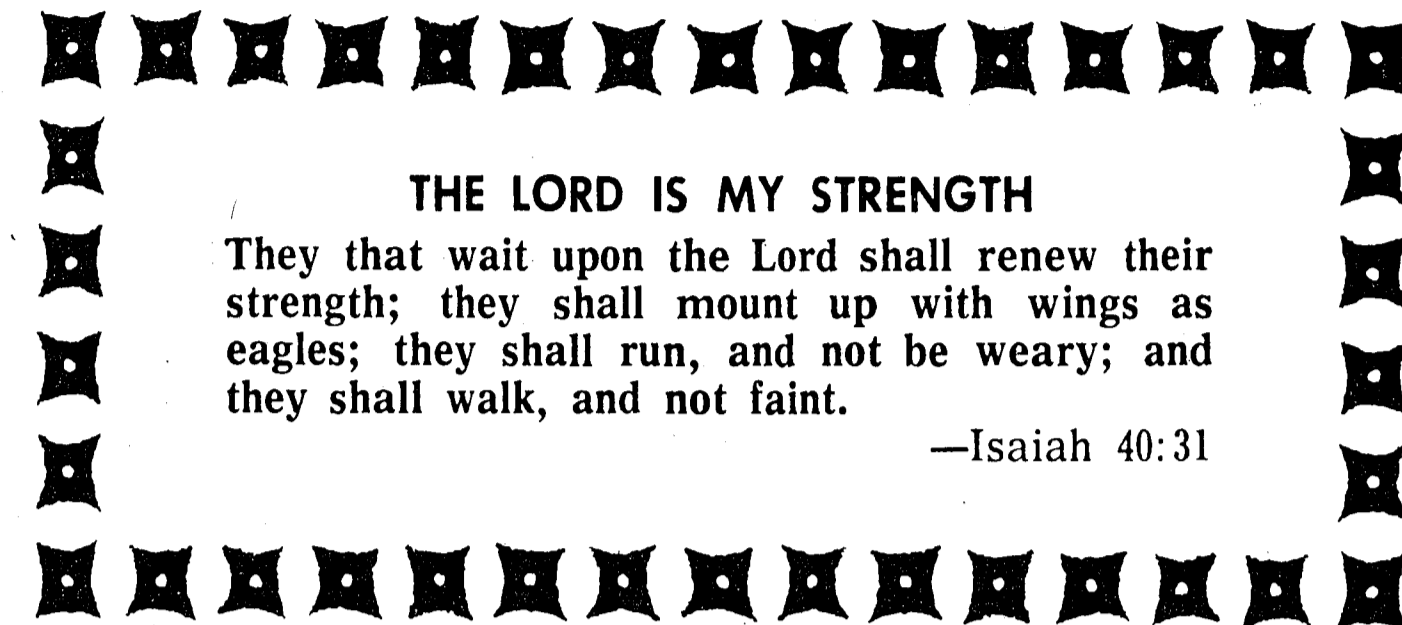 THE LORD IS MY STRENGTH
They that wait upon the Lord shall renew their
strength; they shall mount up with wings as
eagles; they shall run, and not be weary; and
they shall walk, and not faint.
—Isaiah 40:31